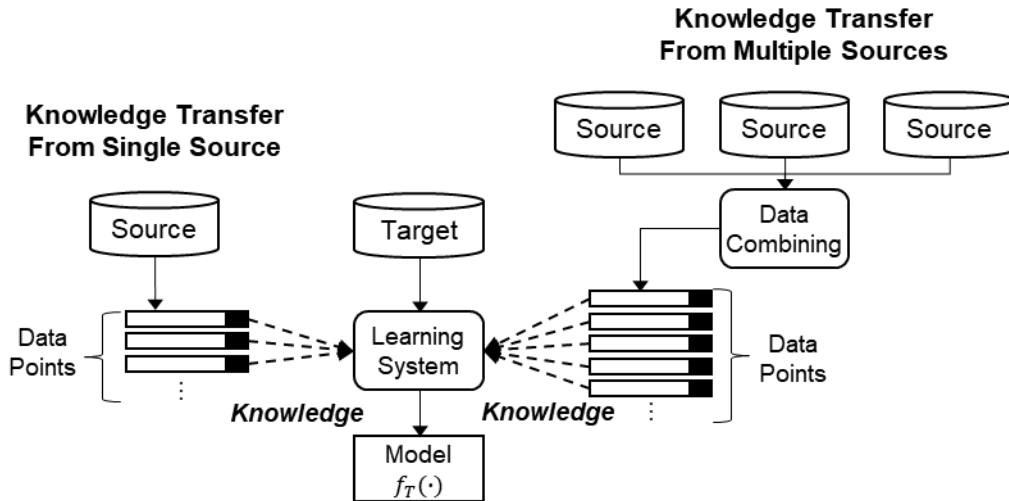 Knowledge Transfer
From Multiple Sources
Source
Source
Source
Knowledge Transfer
From Single Source
Source
Target
Data
Combining
Data
Points
Learning
System
Data
Points
Knowledge
Knowledge
Model
f_T(·)